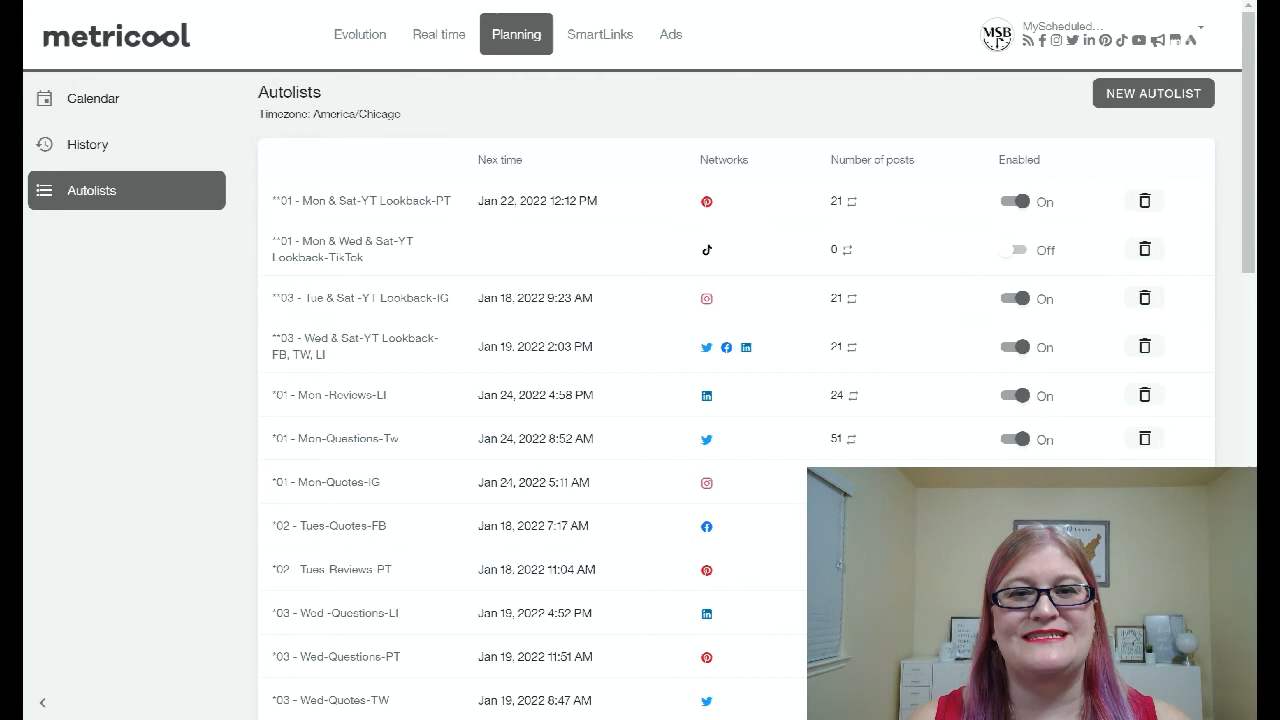 metricool
Evolution
Real time
Planning
SmartLinks
Ads
MSB
MyScheduled...
Calendar
History
Autolists
Autolists
Timezone: America/Chicago
NEW AUTOLIST
Nex time
Networks
Number of posts
Enabled
**01 - Mon & Sat-YT Lookback-PT
Jan 22, 2022 12:12 PM
21
On
**01 - Mon & Wed & Sat-YT
Lookback-TikTok
0
Off
**03 - Tue & Sat -YT Lookback-IG
Jan 18, 2022 9:23 AM
21
On
**03 - Wed & Sat-YT Lookback-
FB, TW, LI
Jan 19, 2022 2:03 PM
21
On
*01 - Mon -Reviews-LI
Jan 24, 2022 4:58 PM
24
On
*01 - Mon-Questions-Tw
Jan 24, 2022 8:52 AM
51
On
*01 - Mon-Quotes-IG
Jan 24, 2022 5:11 AM
*02 - Tues-Quotes-FB
Jan 18, 2022 7:17 AM
*02 - Tues-Reviews-PT
Jan 18, 2022 11:04 AM
*03 - Wed -Questions-LI
Jan 19, 2022 4:52 PM
*03 - Wed-Questions-PT
Jan 19, 2022 11:51 AM
*03 - Wed-Quotes-TW
Jan 19, 2022 8:47 AM